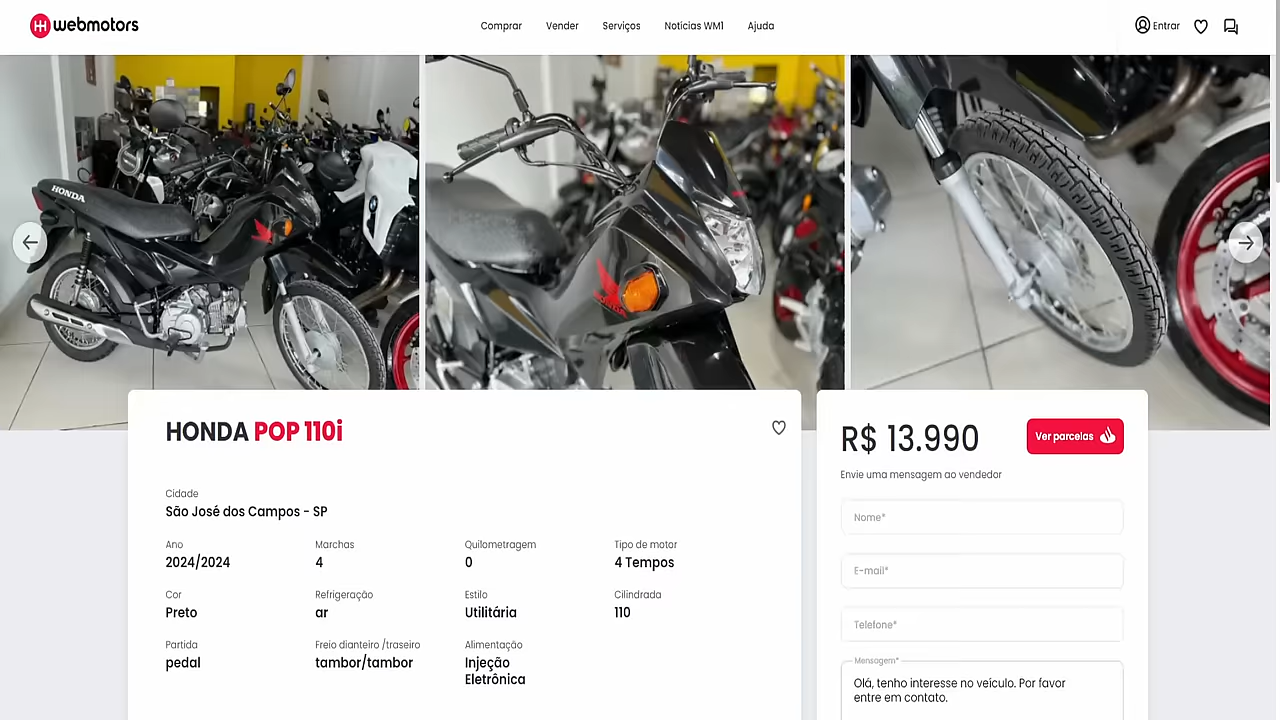 webmotors
Comprar
Vender
Serviços
Notícias WM1
Ajuda
Entrar
HONDA
HONDA POP 110i
Cidade
São José dos Campos - SP
Ano
2024/2024
Marchas
4
Quilometragem
0
Tipo de motor
4 Tempos
Cor
Preto
Refrigeração
ar
Estilo
Utilitária
Cilindrada
110
Partida
pedal
Freio dianteiro /traseiro
tambor/tambor
Alimentação
Injeção
Eletrônica
R$ 13.990
Ver parcelas
Envie uma mensagem ao vendedor
Nome*
E-mail*
Telefone*
Mensagem*
Olá, tenho interesse no veículo. Por favor
entre em contato.